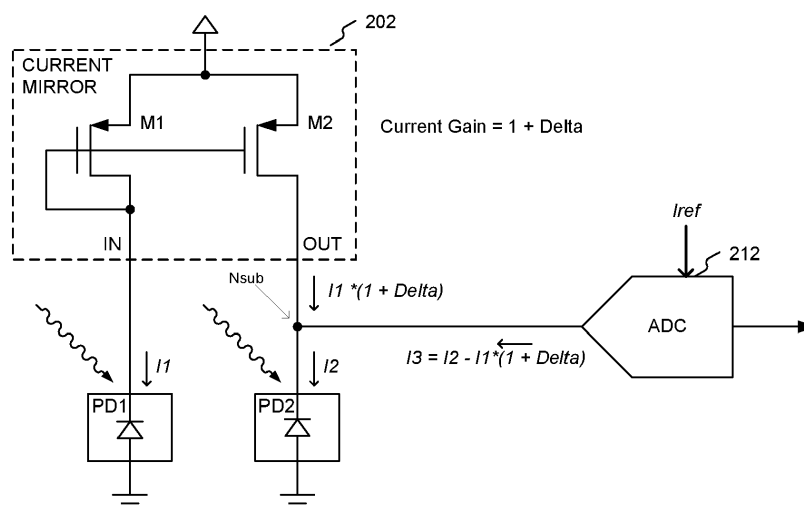 202
CURRENT
MIRROR
M1
M2
Current Gain = 1 + Delta
IN
OUT
Iref
212
Nsub
I1 *(1 + Delta)
ADC
I3 = I2 - I1*(1 + Delta)
I1
I2
PD1
PD2